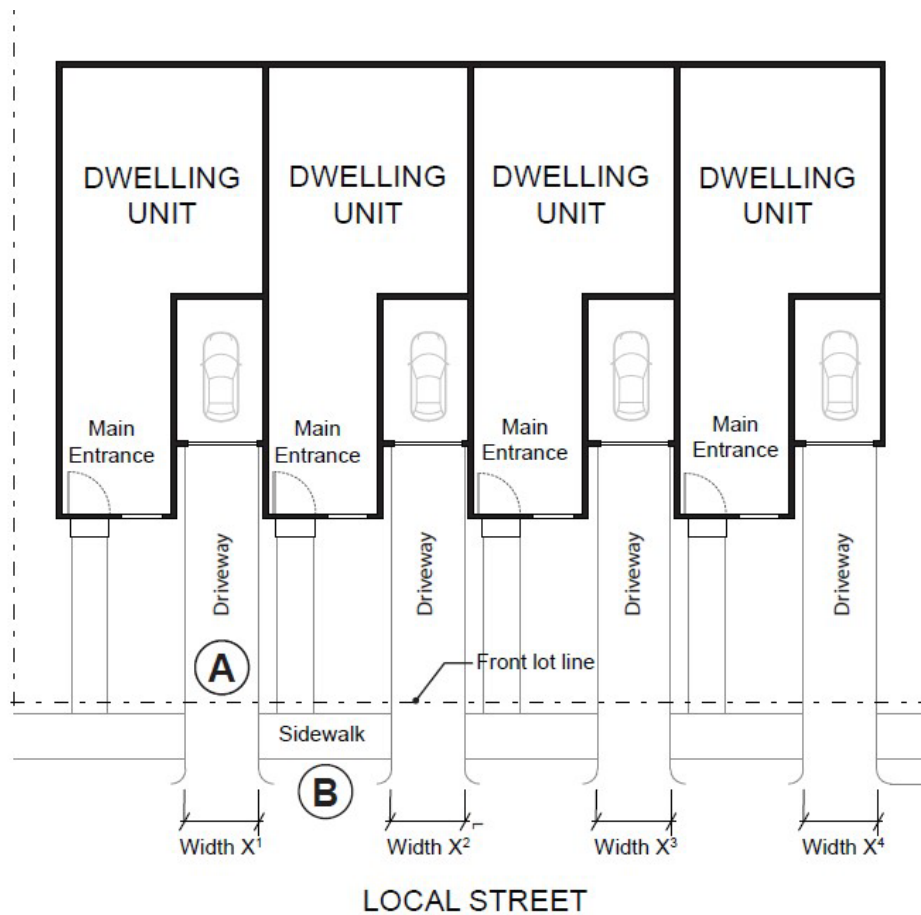 DWELLING
UNIT
DWELLING
UNIT
DWELLING
UNIT
DWELLING
UNIT
Main
Entrance
Main
Entrance
Main
Entrance
Main
Entrance
Driveway
Driveway
Driveway
Driveway
A
Front lot line
Sidewalk
B
Width X¹
Width X²
Width X³
Width X⁴
LOCAL STREET